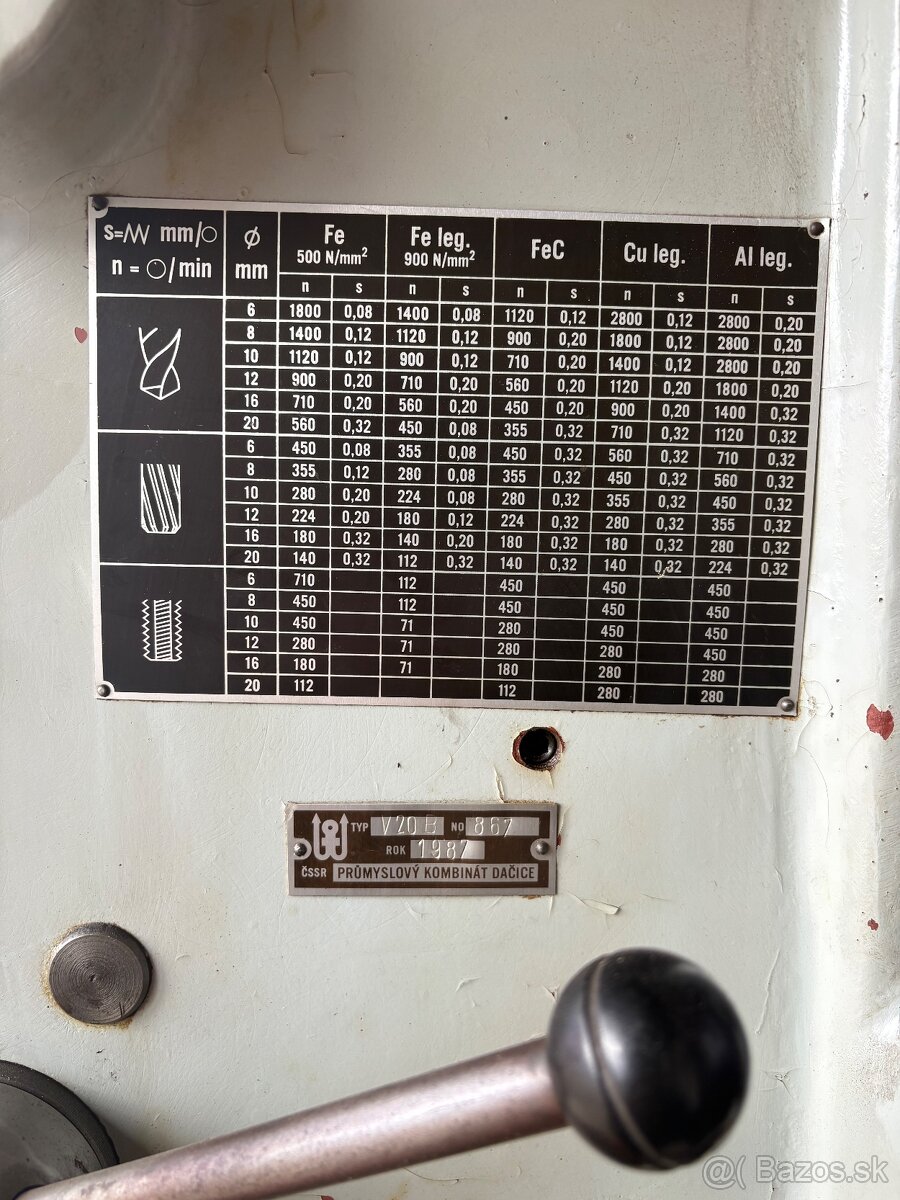 s= mm/○ ϕ Fe Fe leg. FeC Cu leg. Al leg.
n = ○/min mm 500 N/mm² 900 N/mm²
n s n s n s n s n s
6 1800 0,08 1400 0,08 1120 0,12 2800 0,12 2800 0,20
8 1400 0,12 1120 0,12 900 0,20 1800 0,12 2800 0,20
10 1120 0,12 900 0,12 710 0,20 1400 0,12 2800 0,20
12 900 0,20 710 0,20 560 0,20 1120 0,20 1800 0,20
16 710 0,20 560 0,20 450 0,20 900 0,20 1400 0,32
20 560 0,32 450 0,08 355 0,32 710 0,32 1120 0,32
6 450 0,08 355 0,08 450 0,32 560 0,32 710 0,32
8 355 0,12 280 0,08 355 0,32 450 0,32 560 0,32
10 280 0,20 224 0,08 280 0,32 355 0,32 450 0,32
12 224 0,20 180 0,12 224 0,32 280 0,32 355 0,32
16 180 0,32 140 0,20 180 0,32 180 0,32 280 0,32
20 140 0,32 112 0,32 140 0,32 140 0,32 224 0,32
6 710 112 450 450 450
8 450 112 450 450 450
10 450 71 280 450 450
12 280 71 280 280 450
16 180 71 180 280 280
20 112 112 280 280
TYP V20B NO 867
ROK 1987
ČSSR PRŮMYSLOVÝ KOMBINÁT DAČICE
@( Bazos.sk